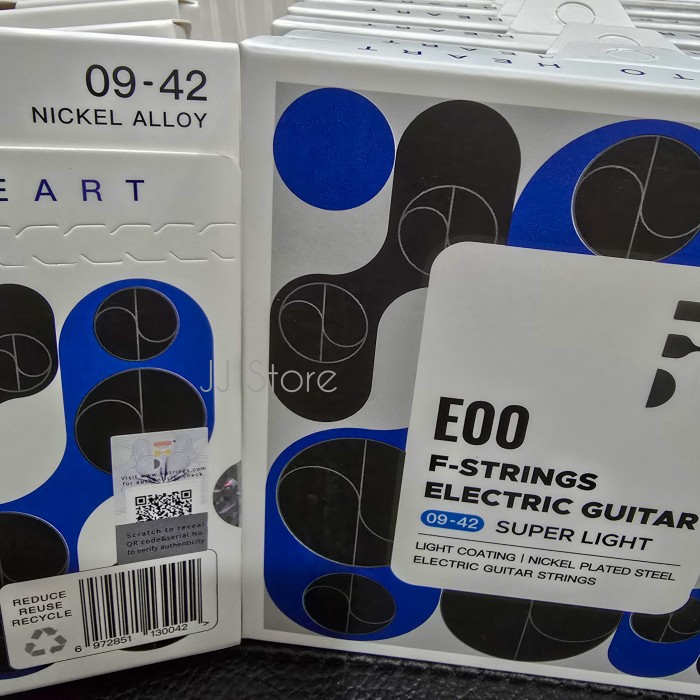 09-42
NICKEL ALLOY
EART
TO HEART
JJ Store
E00
F-STRINGS
ELECTRIC GUITAR
09-42 SUPER LIGHT
LIGHT COATING | NICKEL PLATED STEEL
ELECTRIC GUITAR STRINGS
Scratch to reveal
QR code&serial No.
to verify authenticity
REDUCE
REUSE
RECYCLE
6 972851 130042 >